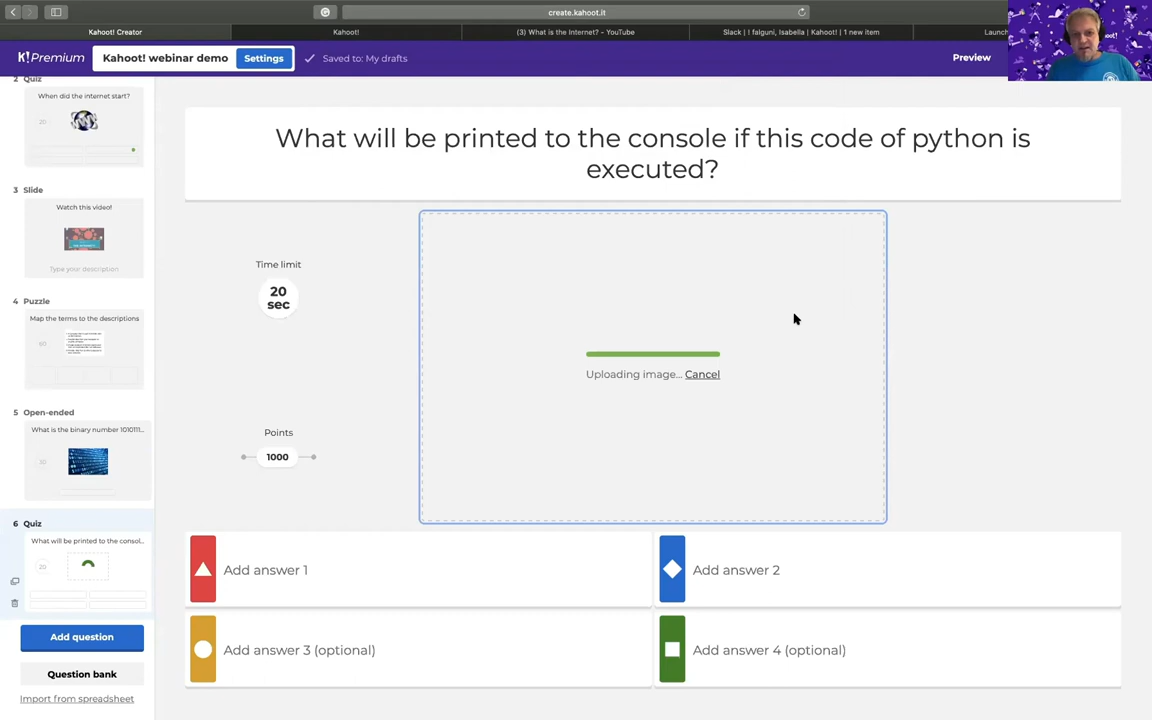 create.kahoot.it
Kahoot! Creator
Kahoot!
(3) What is the Internet? - YouTube
Slack | ! falguni, Isabella | Kahoot! | 1 new item
Launch
K! Premium
Kahoot! webinar demo
Settings
Saved to: My drafts
Preview
2 Quiz
When did the internet start?
20
3 Slide
Watch this video!
Type your description
4 Puzzle
Map the terms to the descriptions
60
5 Open-ended
What is the binary number 1010111...
30
6 Quiz
What will be printed to the consol...
20
Add question
Question bank
Import from spreadsheet
What will be printed to the console if this code of python is
executed?
Time limit
20
sec
Points
1000
Uploading image... Cancel
Add answer 1
Add answer 2
Add answer 3 (optional)
Add answer 4 (optional)